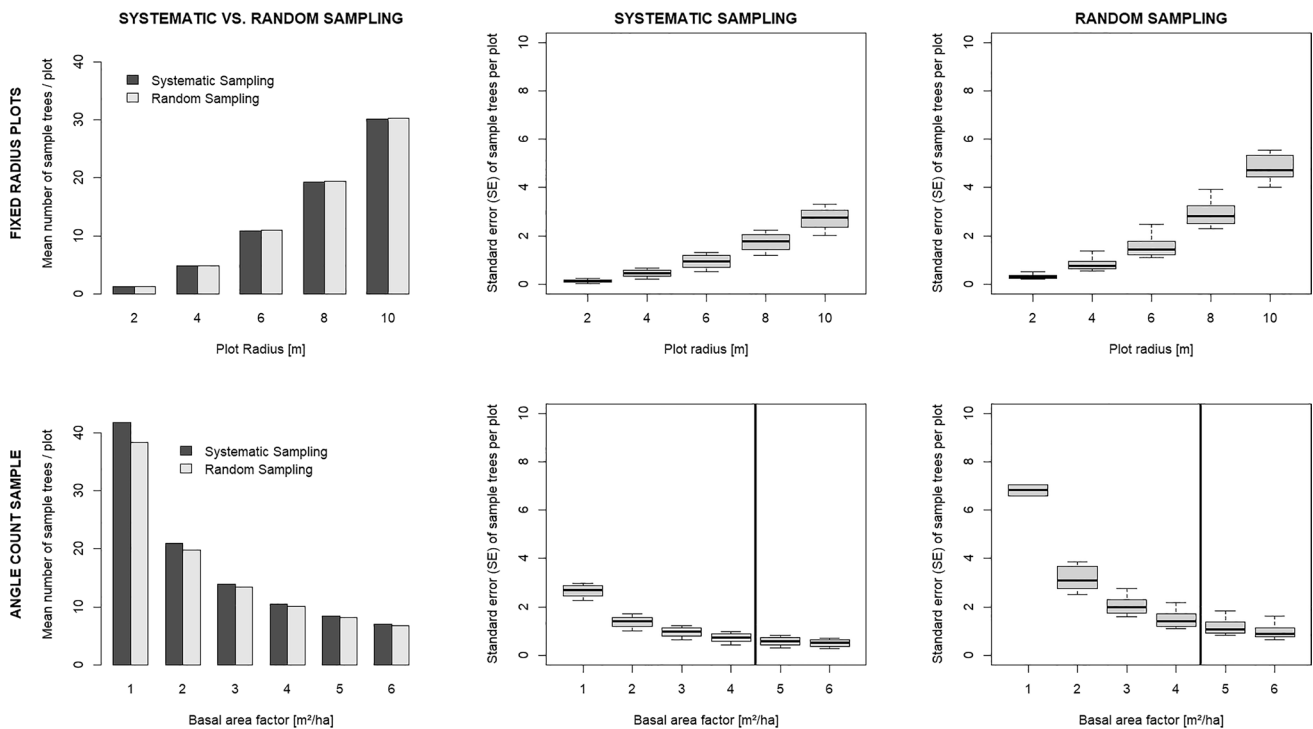 SYSTEMATIC VS. RANDOM SAMPLING
SYSTEMATIC SAMPLING
RANDOM SAMPLING
FIXED RADIUS PLOTS
Mean number of sample trees / plot
40
30
20
10
0
Systematic Sampling
Random Sampling
2 4 6 8 10
Plot Radius [m]
Standard error (SE) of sample trees per plot
10
8
6
4
2
0
2 4 6 8 10
Plot radius [m]
Standard error (SE) of sample trees per plot
10
8
6
4
2
0
2 4 6 8 10
Plot radius [m]
ANGLE COUNT SAMPLE
Mean number of sample trees / plot
40
30
20
10
0
Systematic Sampling
Random Sampling
1 2 3 4 5 6
Basal area factor [m²/ha]
Standard error (SE) of sample trees per plot
10
8
6
4
2
0
1 2 3 4 5 6
Basal area factor [m²/ha]
Standard error (SE) of sample trees per plot
10
8
6
4
2
0
1 2 3 4 5 6
Basal area factor [m²/ha]